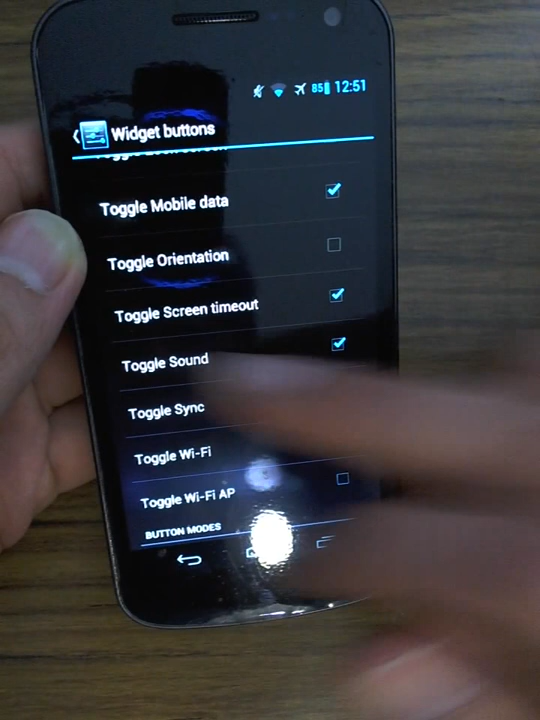 85 12:51
Widget buttons
Toggle Mobile data
Toggle Orientation
Toggle Screen timeout
Toggle Sound
Toggle Sync
Toggle Wi-Fi
Toggle Wi-Fi AP
BUTTON MODES